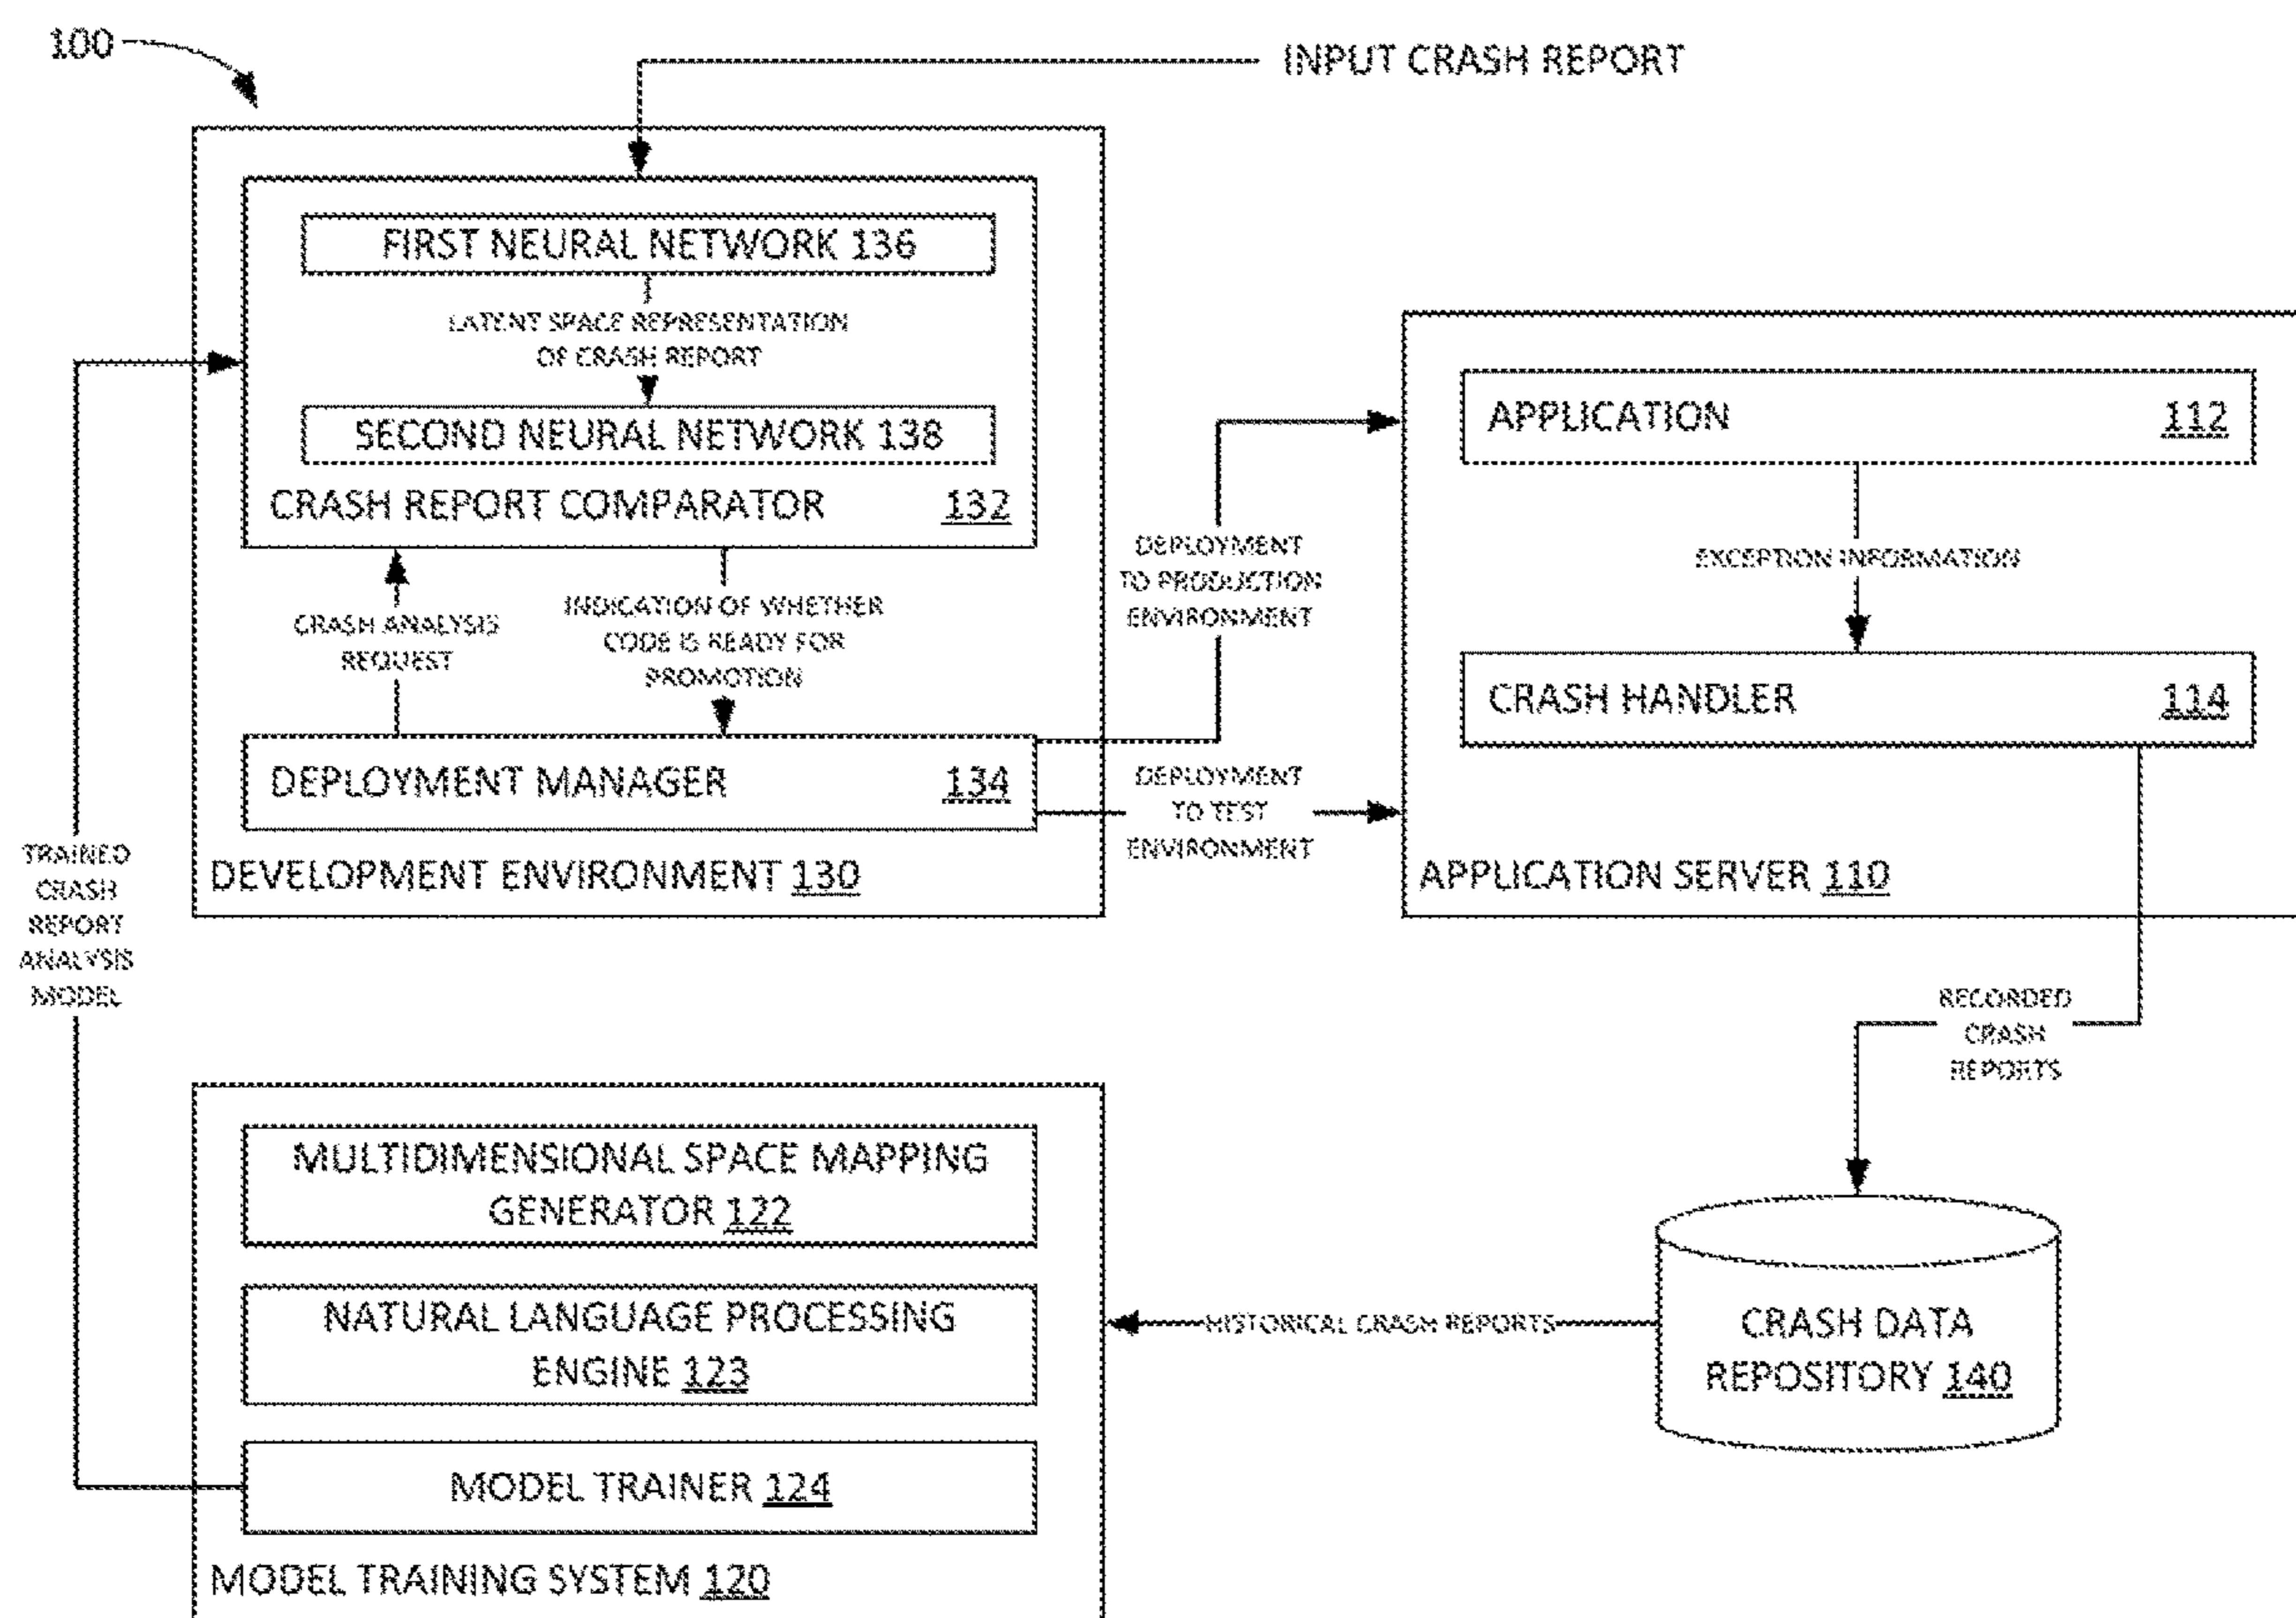 100
INPUT CRASH REPORT
FIRST NEURAL NETWORK 136
LATENT SPACE REPRESENTATION
OF CRASH REPORT
SECOND NEURAL NETWORK 138
CRASH REPORT COMPARATOR 132
CRASH ANALYSIS
REQUEST
INDICATION OF WHETHER
CODE IS READY FOR
PROMOTION
DEPLOYMENT MANAGER 134
DEVELOPMENT ENVIRONMENT 130
DEPLOYMENT
TO PRODUCTION
ENVIRONMENT
DEPLOYMENT
TO TEST
ENVIRONMENT
APPLICATION 112
EXCEPTION INFORMATION
CRASH HANDLER 114
APPLICATION SERVER 110
TRAINED
CRASH
REPORT
ANALYSIS
MODEL
RECORDED
CRASH
REPORTS
MULTIDIMENSIONAL SPACE MAPPING
GENERATOR 122
NATURAL LANGUAGE PROCESSING
ENGINE 123
MODEL TRAINER 124
MODEL TRAINING SYSTEM 120
HISTORICAL CRASH REPORTS
CRASH DATA
REPOSITORY 140